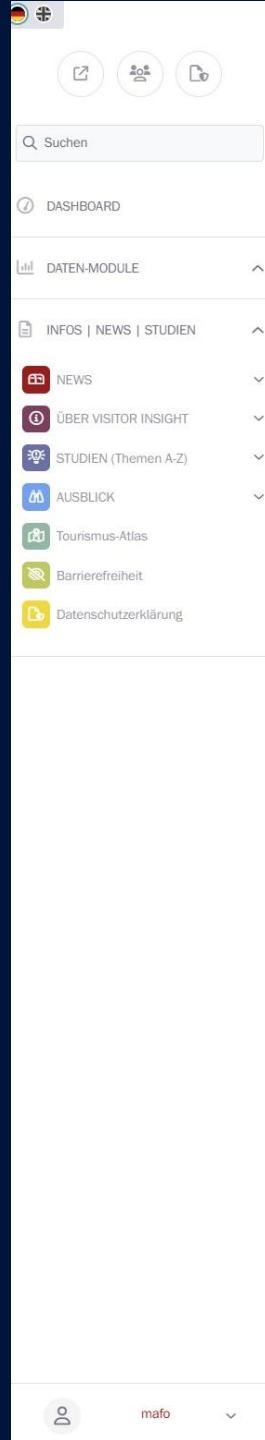 Suchen
DASHBOARD
DATEN-MODULE
INFOS | NEWS | STUDIEN
NEWS
ÜBER VISITOR INSIGHT
STUDIEN (Themen A-Z)
AUSBLICK
Tourismus-Atlas
Barrierefreiheit
Datenschutzerklärung
mafo